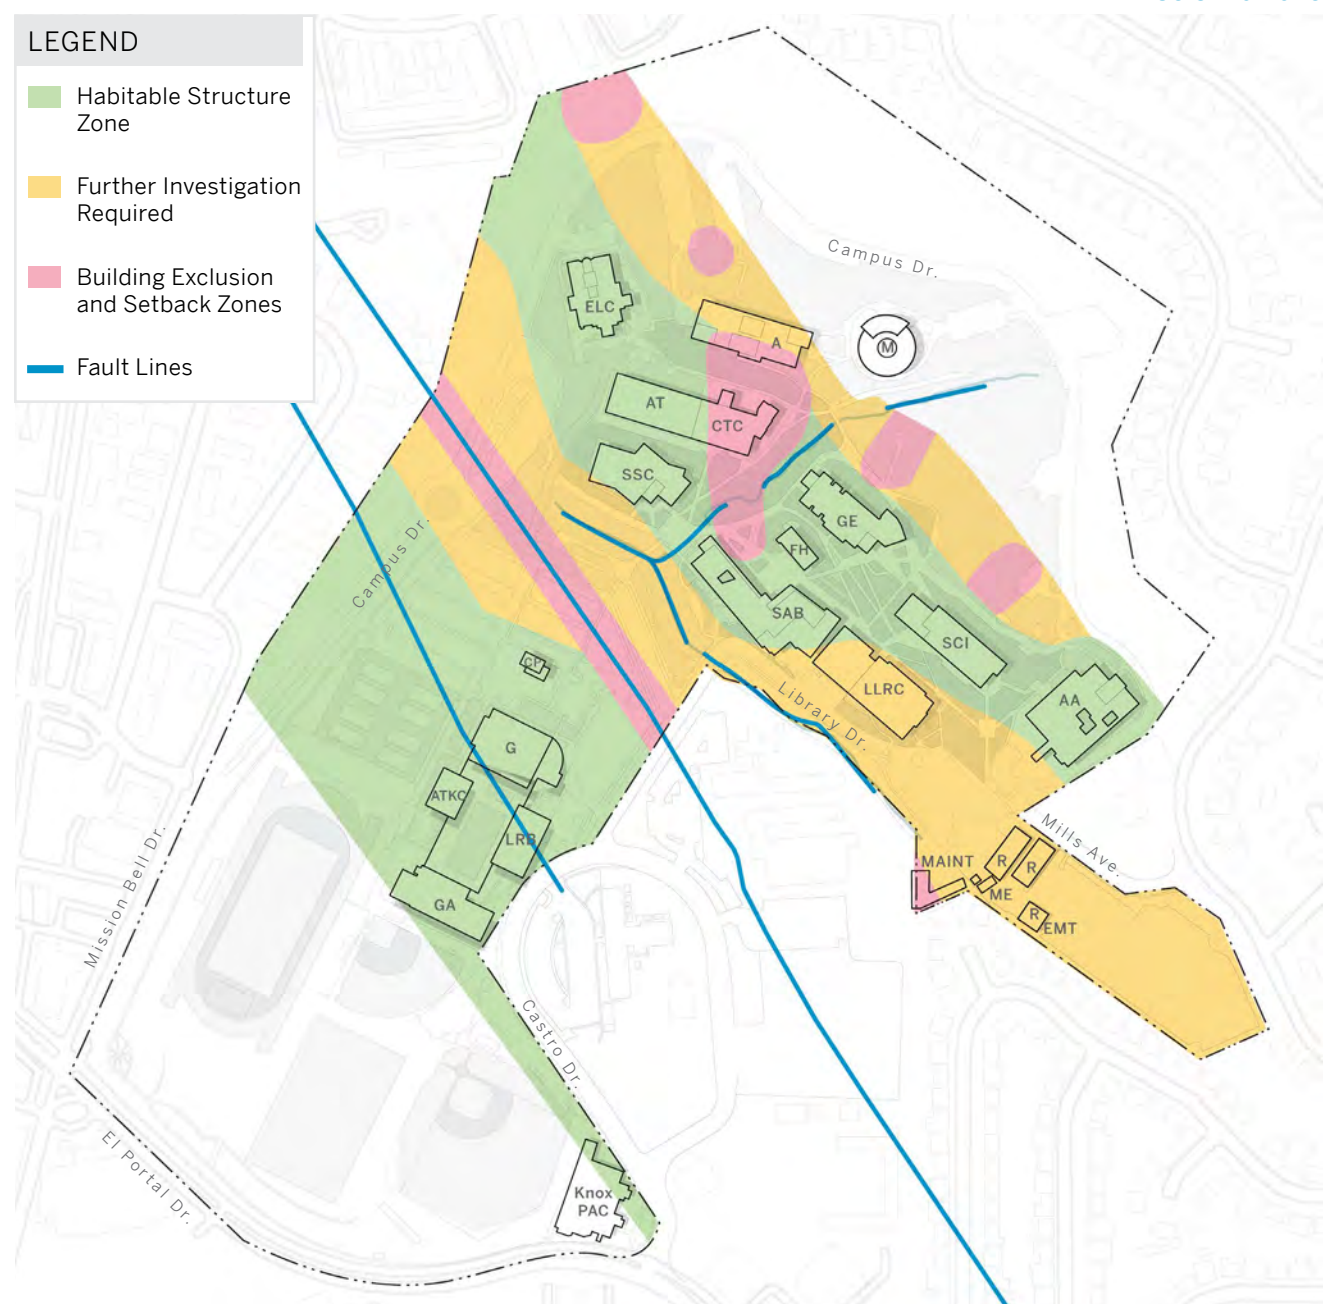 LEGEND
Habitable Structure
Zone
Further Investigation
Required
Building Exclusion
and Setback Zones
Fault Lines
Campus Dr.
ELC
A
M
AT
CTC
SSC
GE
Campus Dr.
FH
SAB
SCI
CP
LLRC
AA
Library Dr.
G
ATKC
LRB
Mills Ave.
MAINT
R
R
ME
R
EMT
GA
Mission Bell Dr.
Castro Dr.
El Portal Dr.
Knox
PAC